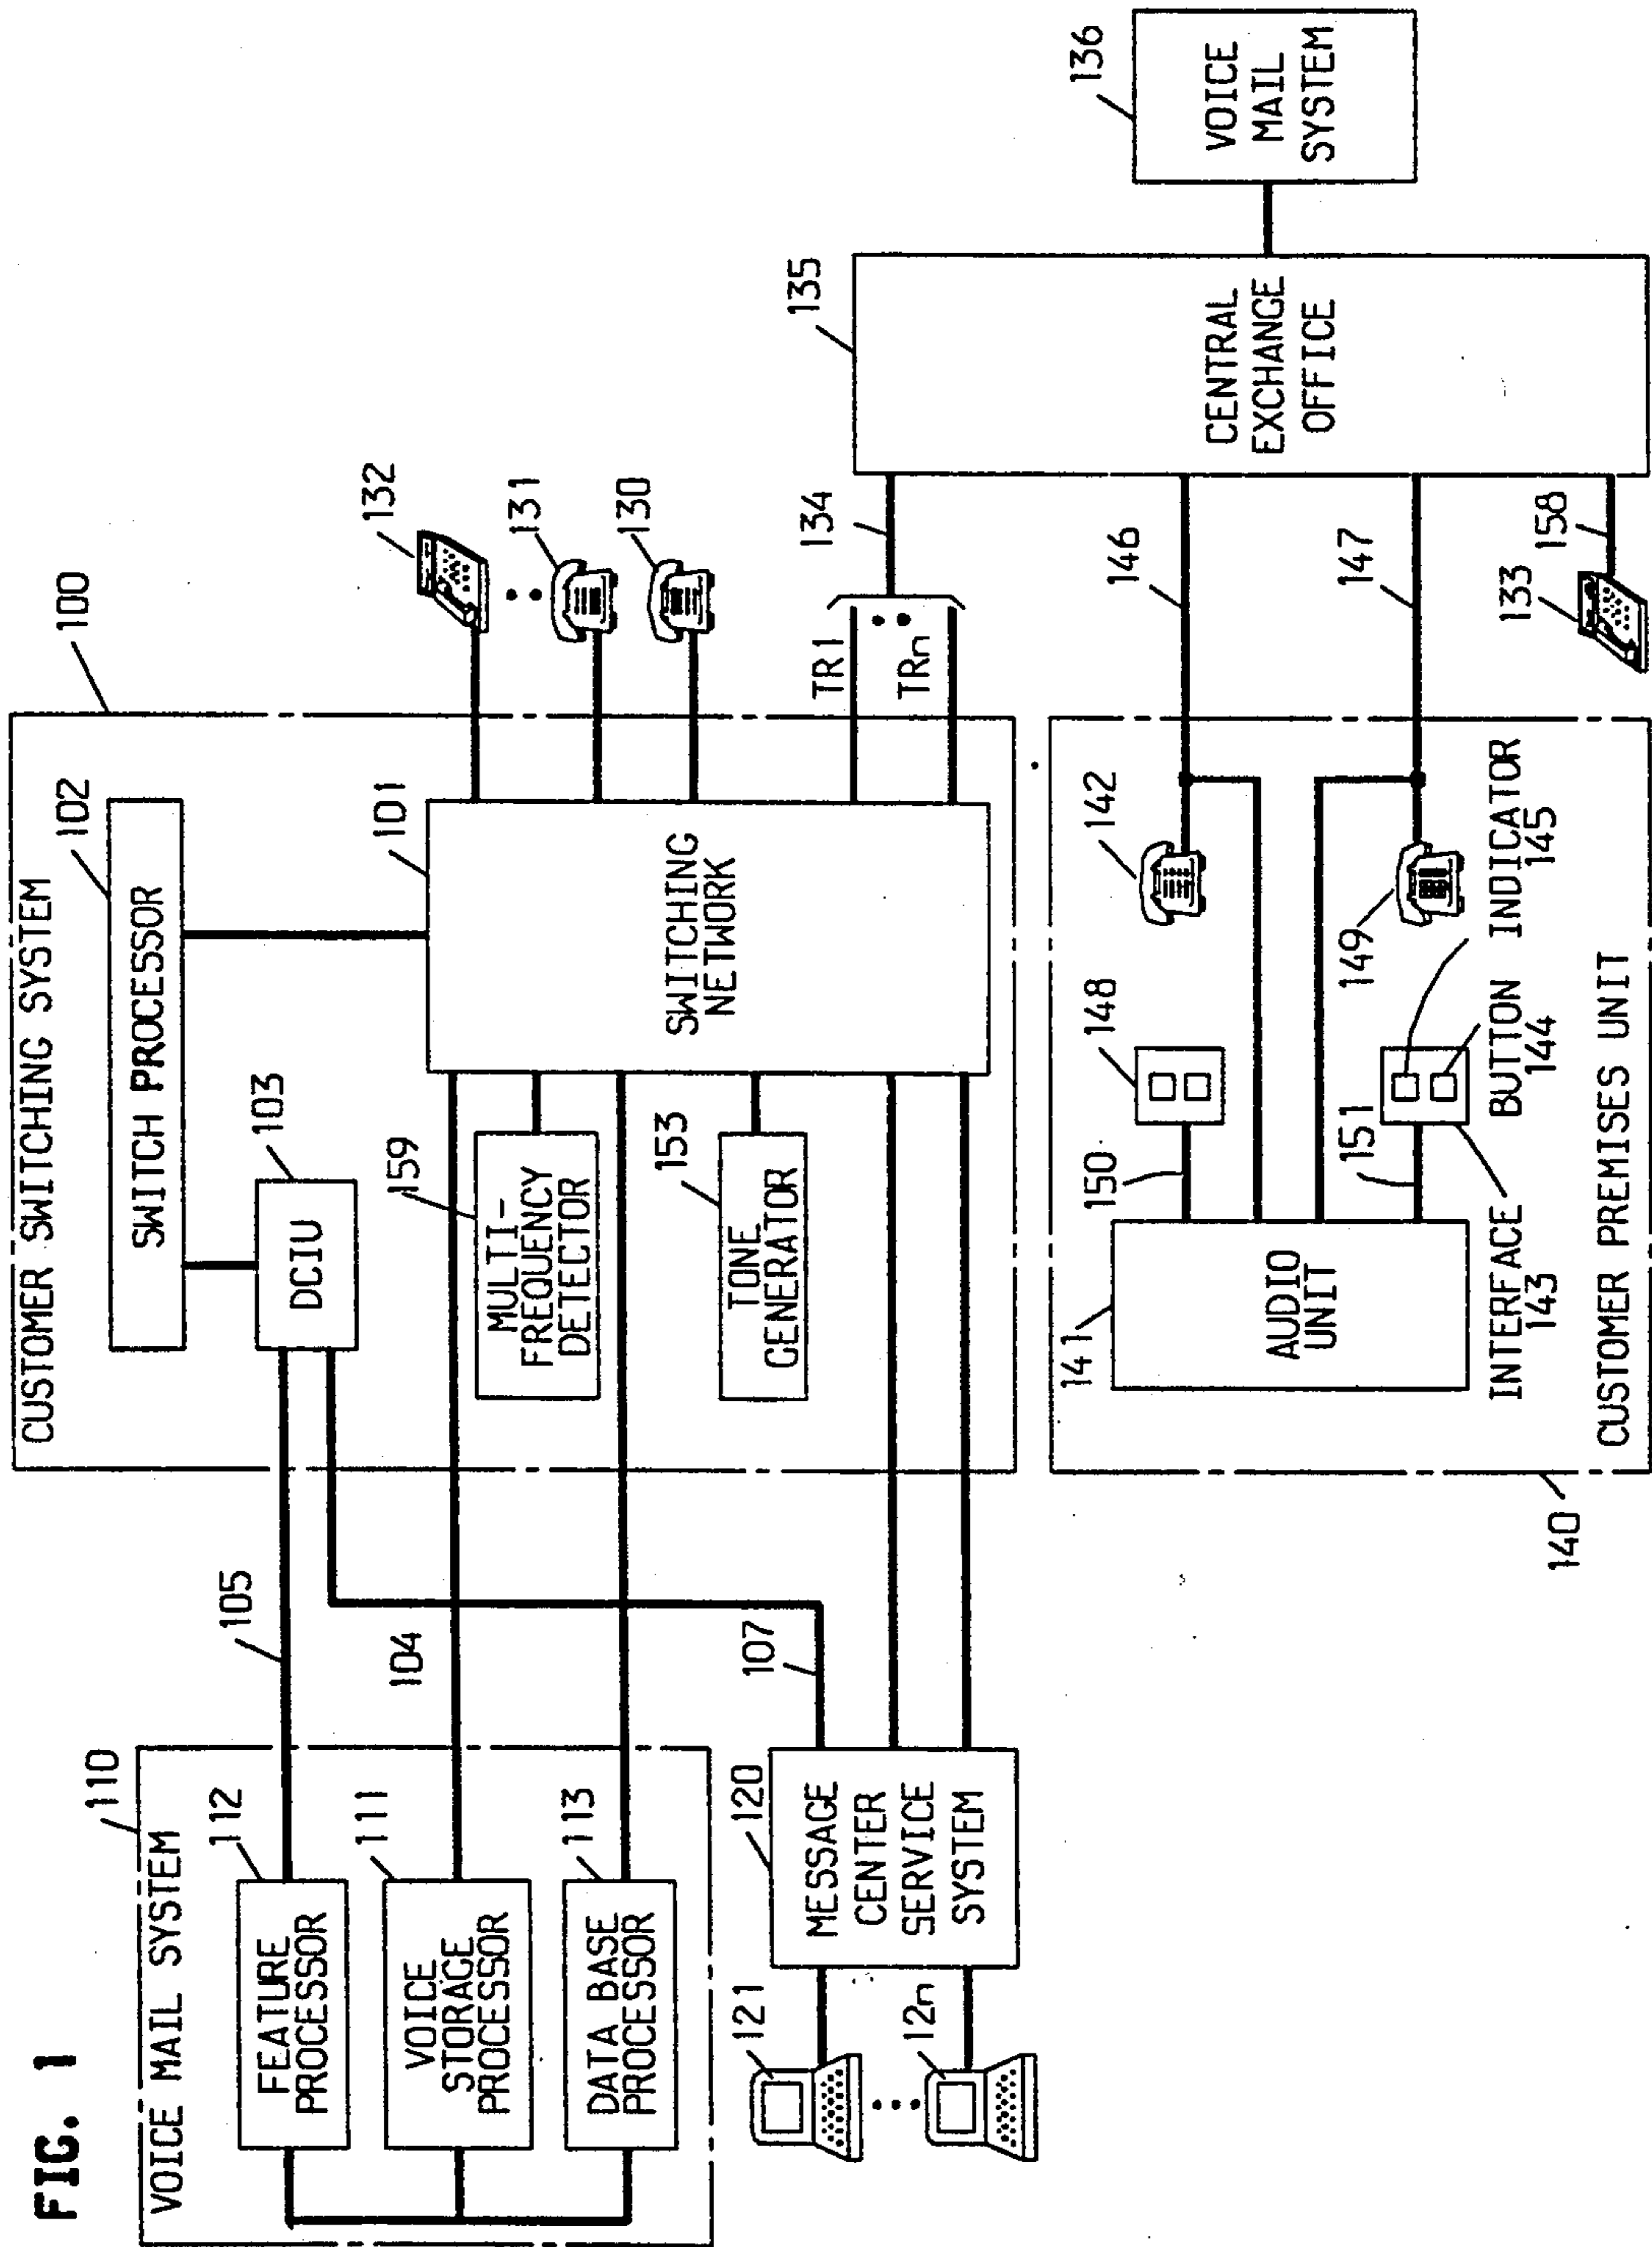 FIG. 1
VOICE MAIL SYSTEM
110
FEATURE
PROCESSOR
112
VOICE
STORAGE
PROCESSOR
111
DATA BASE
PROCESSOR
113
105
104
107
MESSAGE
CENTER
SERVICE
SYSTEM
120
121
12n
CUSTOMER SWITCHING SYSTEM
100
SWITCH PROCESSOR
102
DCIU
103
MULTI-
FREQUENCY
DETECTOR
159
TONE
GENERATOR
153
SWITCHING
NETWORK
101
132
131
130
TR1
TRn
134
CENTRAL
EXCHANGE
OFFICE
135
VOICE
MAIL
SYSTEM
136
146
147
158
133
AUDIO
UNIT
141
150
148
142
151
149
INTERFACE
143
BUTTON
144
INDICATOR
145
CUSTOMER PREMISES UNIT
140